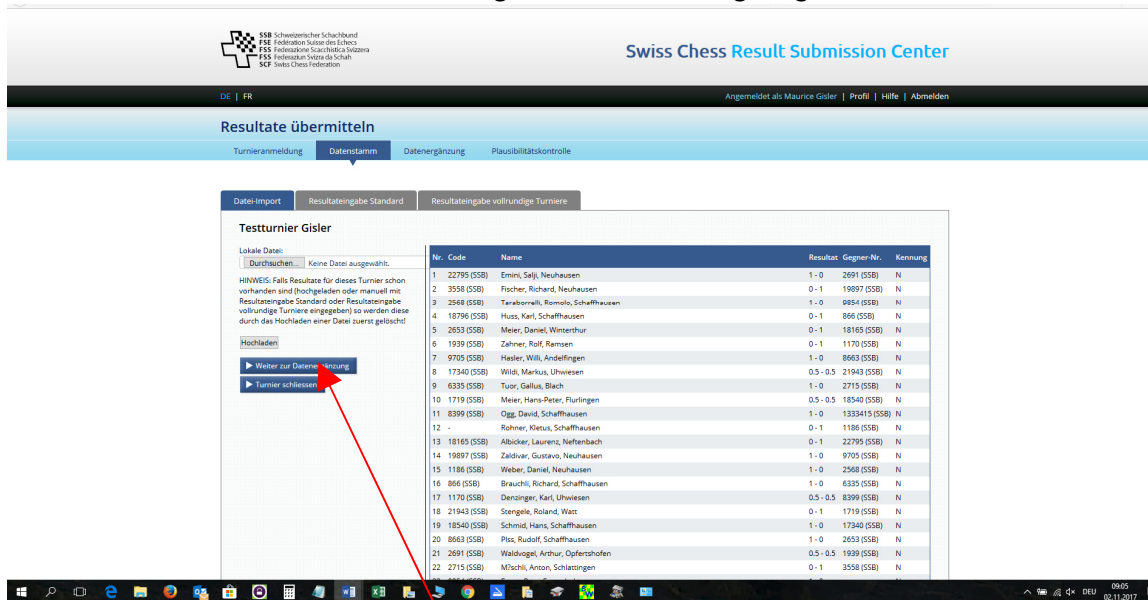 SSB Schweizerischer Schachbund
FSE Fédération Suisse des Echecs
FSS Federazione Scacchistica Svizzera
FSS Federaziun Svizra da Schah
SCF Swiss Chess Federation
Swiss Chess Result Submission Center
DE | FR
Angemeldet als Maurice Gisler | Profil | Hilfe | Abmelden
Resultate übermitteln
Turnieranmeldung Datenstamm Datenergänzung Plausibilitätskontrolle
Datei-Import Resultateingabe Standard Resultateingabe vollrundige Turniere
Testturnier Gisler
Lokale Datei:
Durchsuchen... Keine Datei ausgewählt.
HINWEIS: Falls Resultate für dieses Turnier schon
vorhanden sind (hochgeladen oder manuell mit
Resultateingabe Standard oder Resultateingabe
vollrundige Turniere eingegeben) so werden diese
durch das Hochladen einer Datei zuerst gelöscht!
Hochladen
Weiter zur Datenergänzung
Turnier schliessen
Nr. Code Name Resultat Gegner-Nr. Kennung
1 22795 (SSB) Emini, Salji, Neuhausen 1 - 0 2691 (SSB) N
2 3558 (SSB) Fischer, Richard, Neuhausen 0 - 1 19897 (SSB) N
3 2568 (SSB) Taraborrelli, Romolo, Schaffhausen 1 - 0 9854 (SSB) N
4 18796 (SSB) Huss, Karl, Schaffhausen 0 - 1 866 (SSB) N
5 2653 (SSB) Meier, Daniel, Winterthur 0 - 1 18165 (SSB) N
6 1939 (SSB) Zahner, Rolf, Ramsen 0 - 1 1170 (SSB) N
7 9705 (SSB) Hasler, Willi, Andelfingen 1 - 0 8663 (SSB) N
8 17340 (SSB) Wildi, Markus, Uhwiesen 0.5 - 0.5 21943 (SSB) N
9 6335 (SSB) Tuor, Gallus, Blach 1 - 0 2715 (SSB) N
10 1719 (SSB) Meier, Hans-Peter, Flurlingen 0.5 - 0.5 18540 (SSB) N
11 8399 (SSB) Ogg, David, Schaffhausen 1 - 0 1333415 (SSB) N
12 - Rohner, Kletus, Schaffhausen 0 - 1 1186 (SSB) N
13 18165 (SSB) Albicker, Laurenz, Neftenbach 0 - 1 22795 (SSB) N
14 19897 (SSB) Zaldivar, Gustavo, Neuhausen 1 - 0 9705 (SSB) N
15 1186 (SSB) Weber, Daniel, Neuhausen 1 - 0 2568 (SSB) N
16 866 (SSB) Brauchli, Richard, Schaffhausen 1 - 0 6335 (SSB) N
17 1170 (SSB) Denzinger, Karl, Uhwiesen 0.5 - 0.5 8399 (SSB) N
18 21943 (SSB) Stengele, Roland, Watt 0 - 1 1719 (SSB) N
19 18540 (SSB) Schmid, Hans, Schaffhausen 1 - 0 17340 (SSB) N
20 8663 (SSB) Plss, Rudolf, Schaffhausen 1 - 0 2653 (SSB) N
21 2691 (SSB) Waldvogel, Arthur, Opfertshofen 0.5 - 0.5 1939 (SSB) N
22 2715 (SSB) M?schli, Anton, Schlattingen 0 - 1 3558 (SSB) N
DEU
09:05
02.11.2017